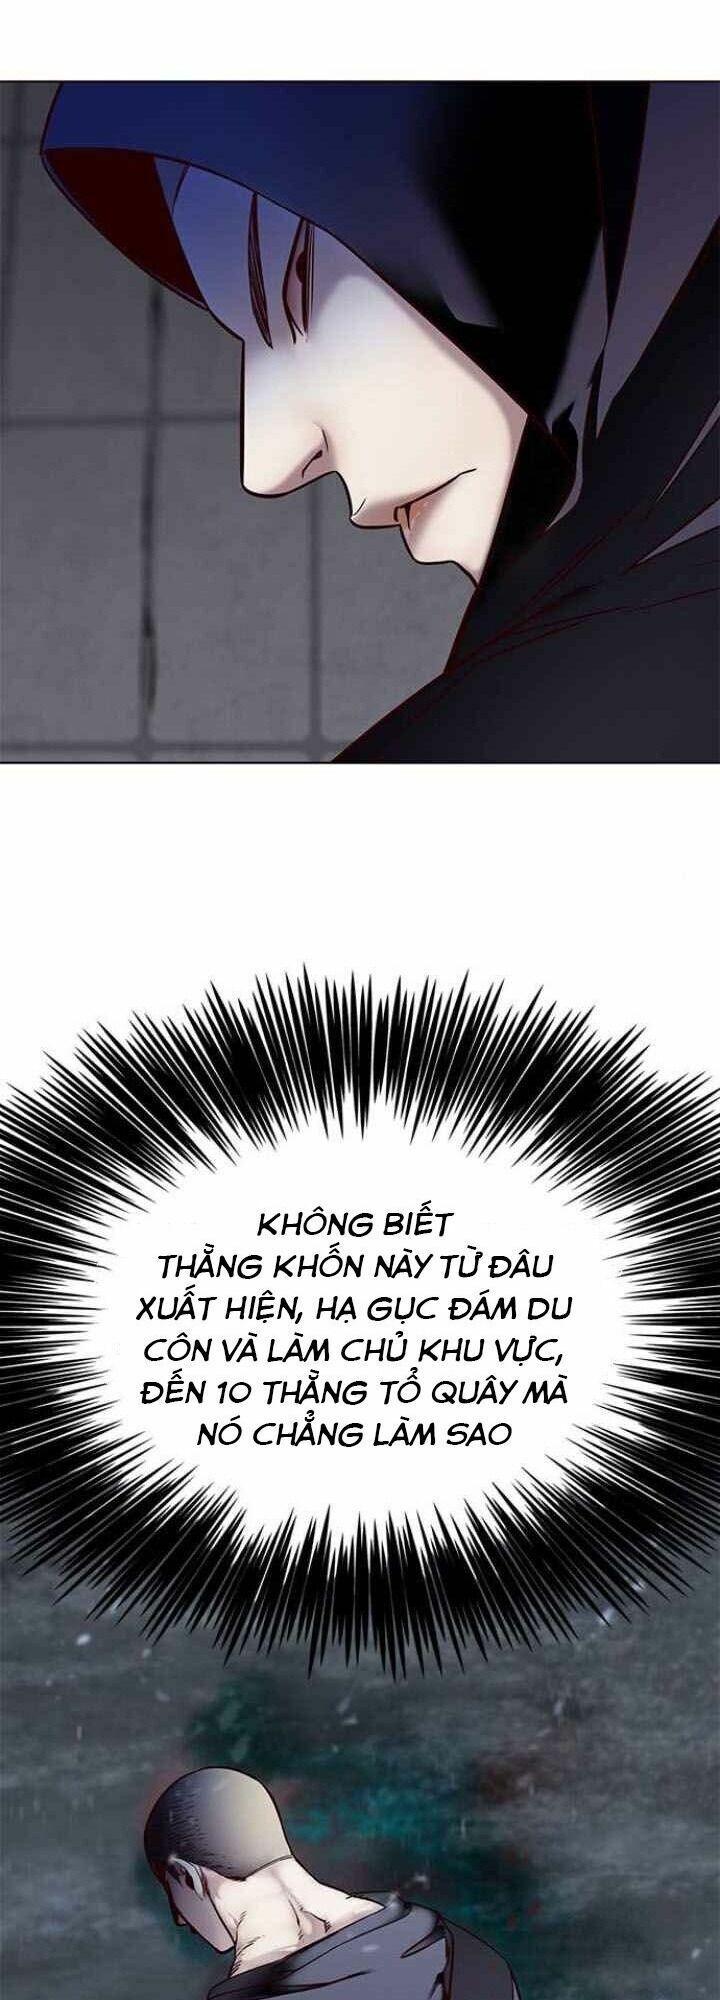 KHÔNG BIẾT
THẰNG KHỐN NÀY TỪ ĐÂU
XUẤT HIỆN, HẠ GỤC ĐÁM DU
CÔN VÀ LÀM CHỦ KHU VỰC,
ĐẾN 10 THẰNG TỔ QUÂY MÀ
NÓ CHẲNG LÀM SAO